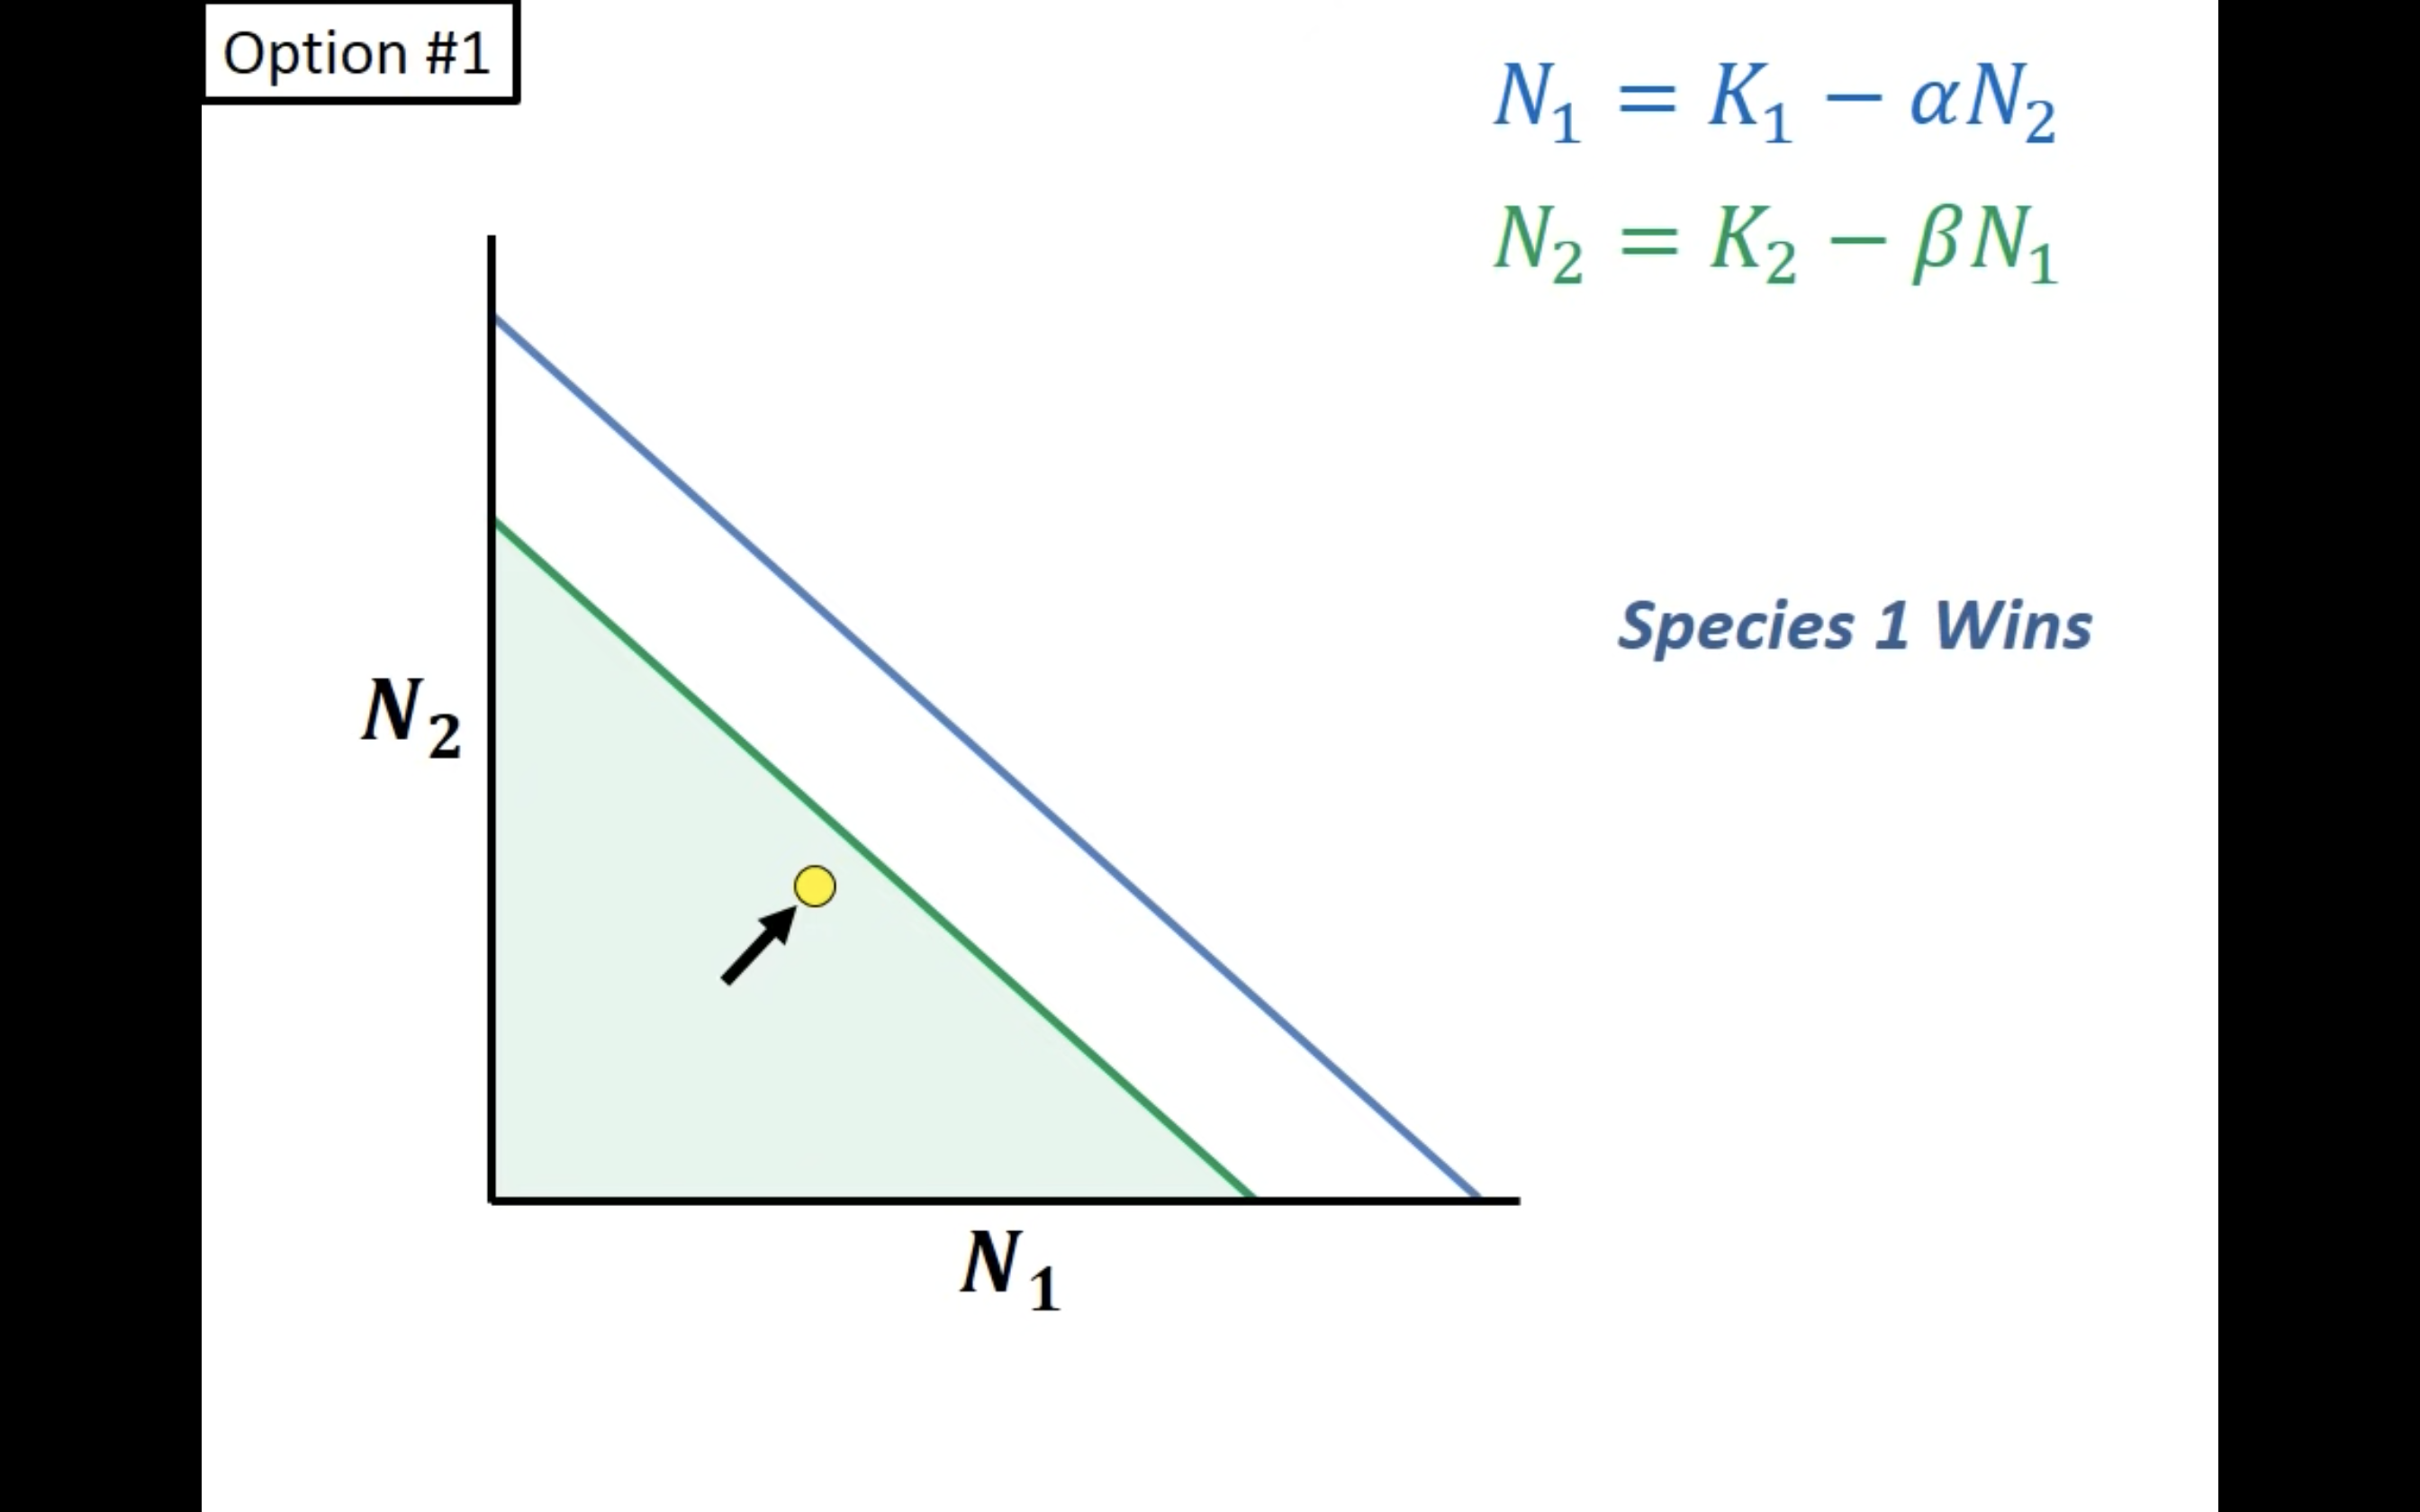 Option #1
N₁ = K₁ − αN₂
N₂ = K₂ − βN₁
Species 1 Wins
N₂
N₁